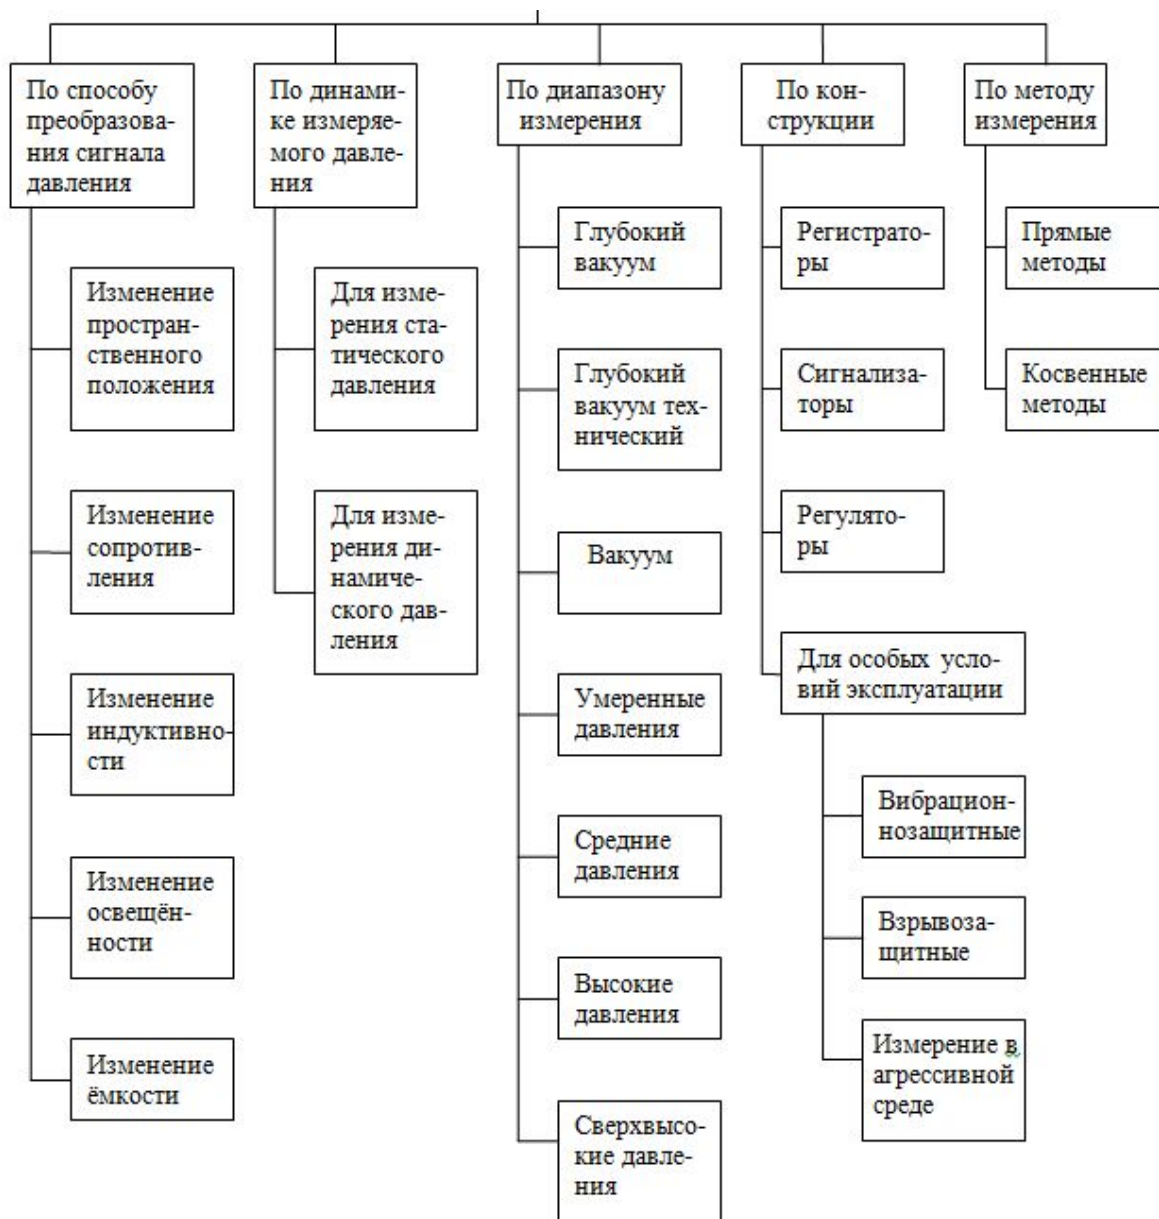 По способу
преобразова-
ния сигнала
давления
Изменение
простран-
ственного
положения
Изменение
сопротив-
ления
Изменение
индуктивно-
сти
Изменение
освещён-
ности
Изменение
ёмкости
По динами-
ке измеряе-
мого давле-
ния
Для изме-
рения ста-
тического
давления
Для изме-
рения ди-
намиче-
ского дав-
ления
По диапазону
измерения
Глубокий
вакуум
Глубокий
вакуум тех-
нический
Вакуум
Умеренные
давления
Средние
давления
Высокие
давления
Сверхвысо-
кие давле-
ния
По кон-
струкции
Регистрато-
ры
Сигнализа-
торы
Регулято-
ры
Для особых усло-
вий эксплуатации
Вибрацион-
нозащитные
Взрывоза-
щитные
Измерение в
агрессивной
среде
По методу
измерения
Прямые
методы
Косвенные
методы